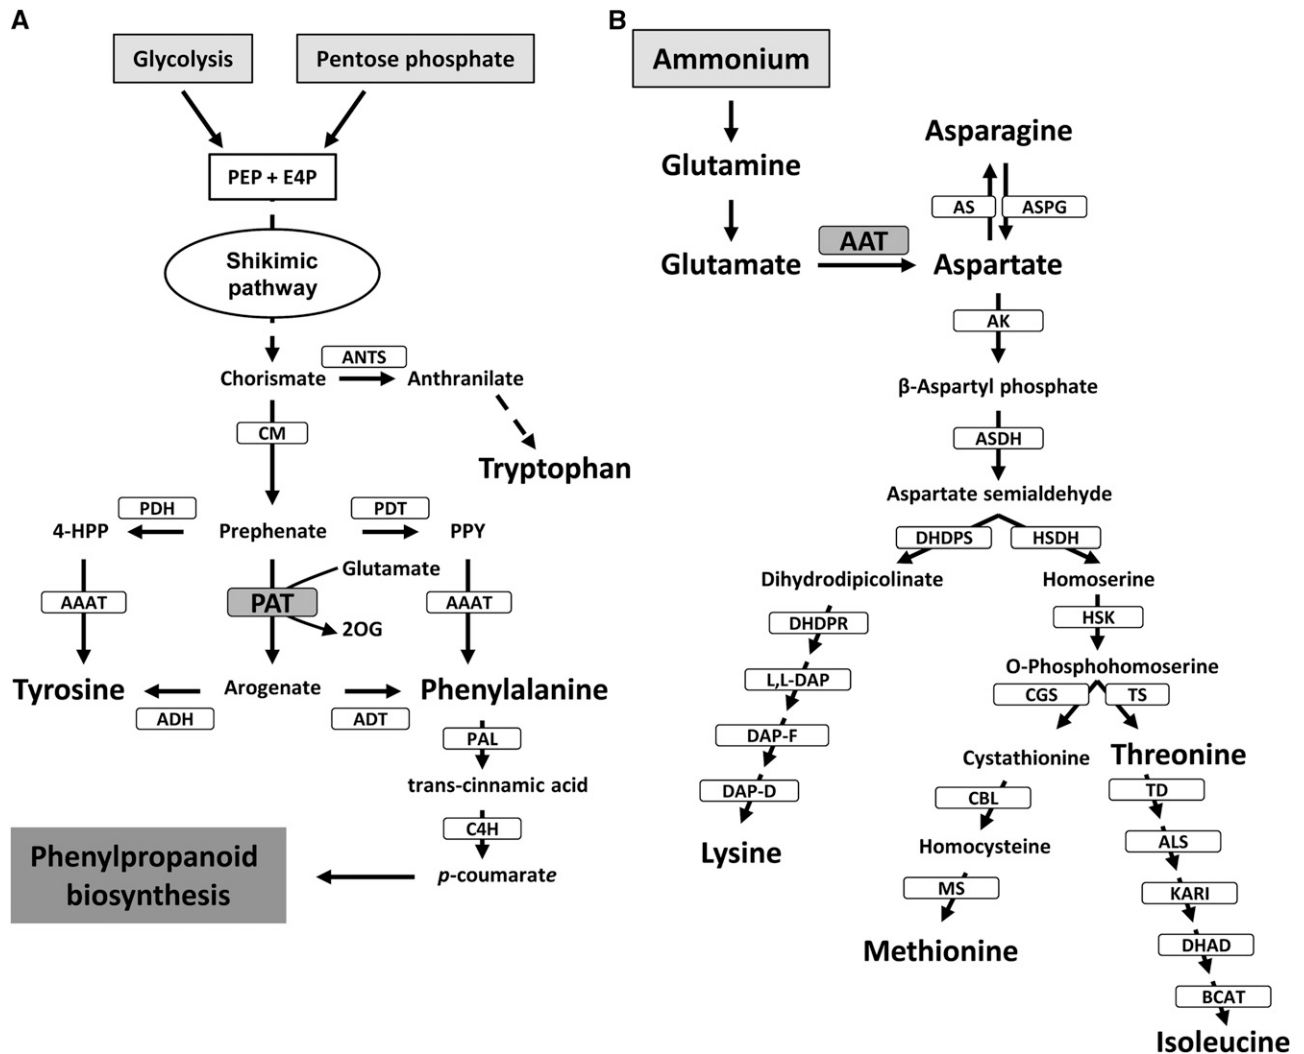 A
Glycolysis
Pentose phosphate
PEP + E4P
Shikimic
pathway
ANTS
Chorismate
Anthranilate
CM
Tryptophan
PDH
PDT
4-HPP
Prephenate
PPY
Glutamate
AAAT
PAT
AAAT
2OG
Tyrosine
Arogenate
Phenylalanine
ADH
ADT
PAL
trans-cinnamic acid
C4H
Phenylpropanoid
biosynthesis
p-coumarate
B
Ammonium
Asparagine
Glutamine
AS
ASPG
AAT
Glutamate
Aspartate
AK
β-Aspartyl phosphate
ASDH
Aspartate semialdehyde
DHDPS
HSDH
Dihydrodipicolinate
Homoserine
DHDPR
HSK
L,L-DAP
O-Phosphohomoserine
CGS
TS
DAP-F
Cystathionine
Threonine
DAP-D
CBL
TD
Lysine
Homocysteine
ALS
MS
KARI
Methionine
DHAD
BCAT
Isoleucine